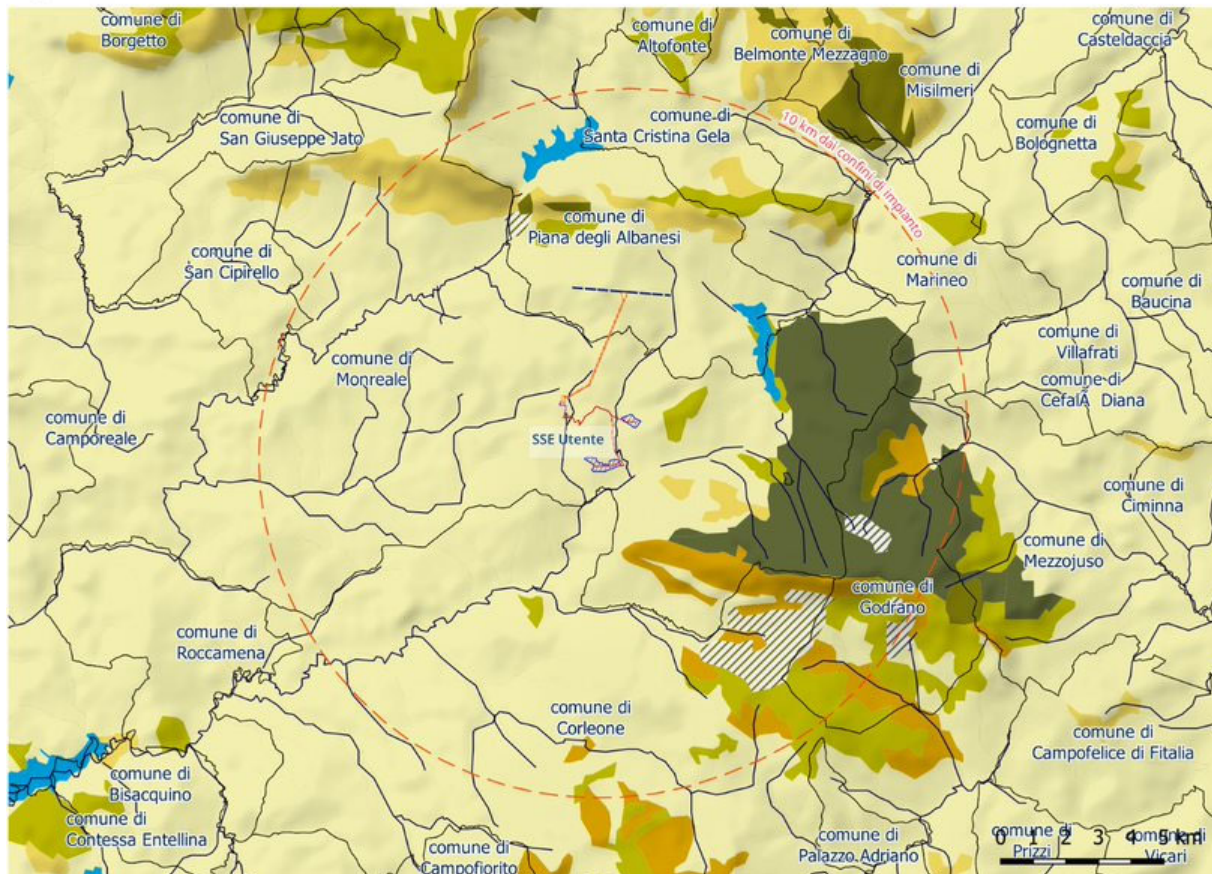 comune di
Borgetto
comune di
Altofonte
comune di
Belmonte Mezzagno
comune di
Casteldaccia
comune di
Misilmeri
comune di
San Giuseppe Jato
comune di
Santa Cristina Gela
10 km dai confini di impianto
comune di
Bolognetta
comune di
Piana degli Albanesi
comune di
San Cipirello
comune di
Marineo
comune di
Baucina
comune di
Monreale
comune di
Villafrati
comune di
CefalÃ Diana
comune di
Camporeale
SSE Utente
comune di
Ciminna
comune di
Mezzojuso
comune di
Godrano
comune di
Roccamena
comune di
Corleone
comune di
Campofelice di Fitalia
comune di
Bisacquino
comune di
Contessa Entellina
comune di
Campofiorito
comune di
Palazzo Adriano
comune di
Prizzi
comune di
Vicari
0 1 2 3 4 5 km